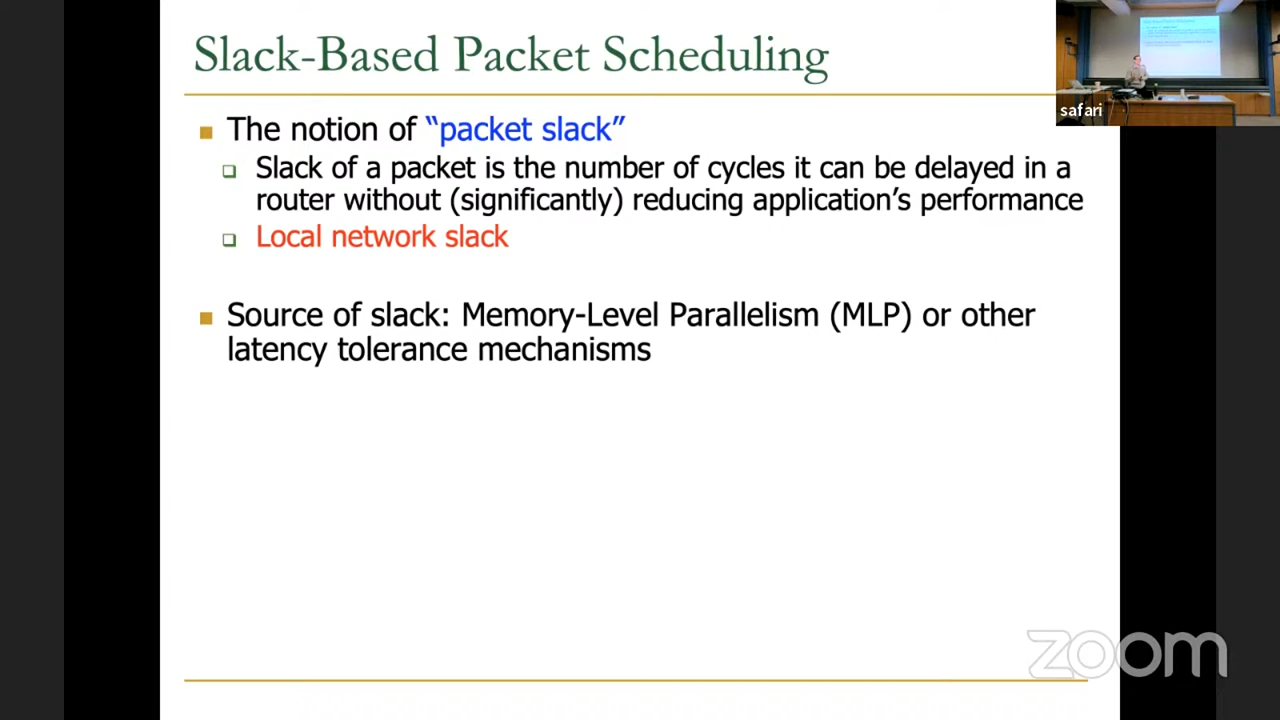 Slack-Based Packet Scheduling
safari
The notion of “packet slack”
Slack of a packet is the number of cycles it can be delayed in a
router without (significantly) reducing application’s performance
Local network slack
Source of slack: Memory-Level Parallelism (MLP) or other
latency tolerance mechanisms
zoom